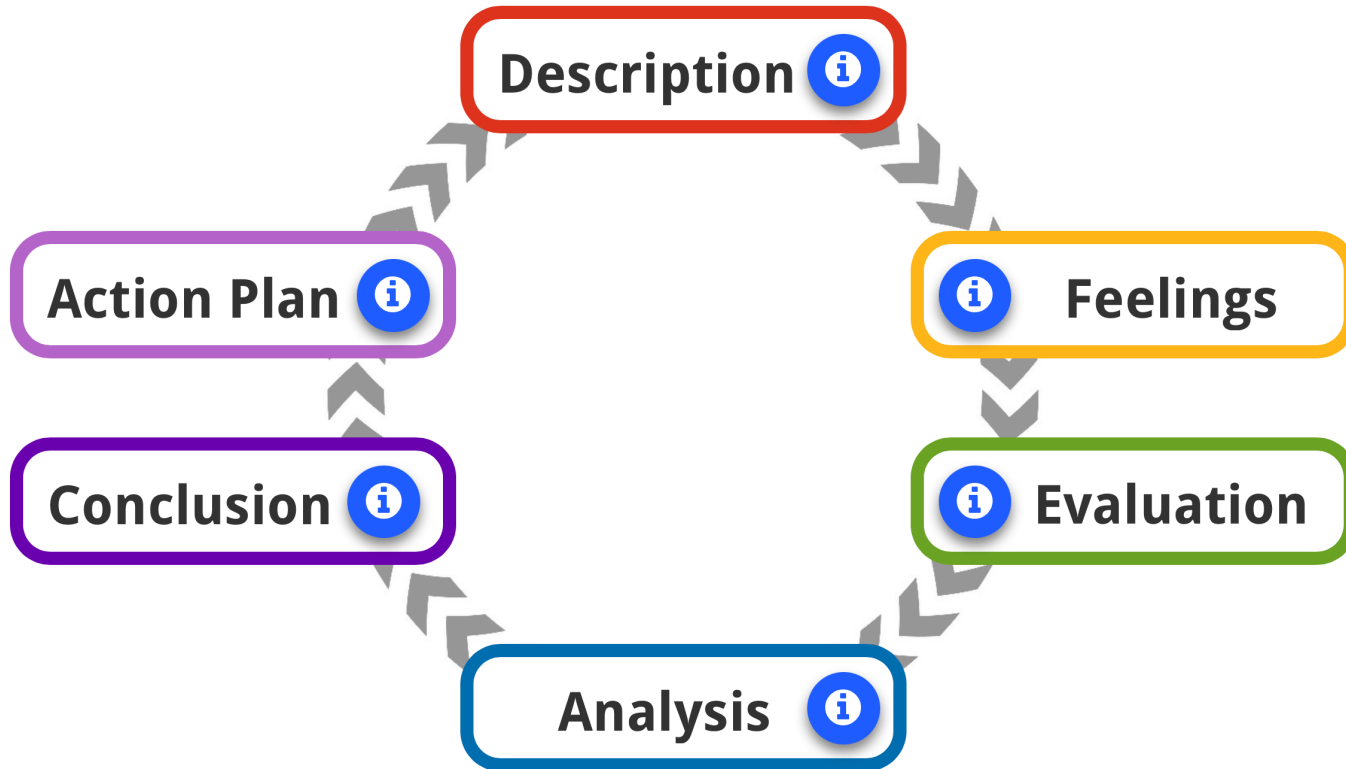 Description
Feelings
Evaluation
Analysis
Conclusion
Action Plan